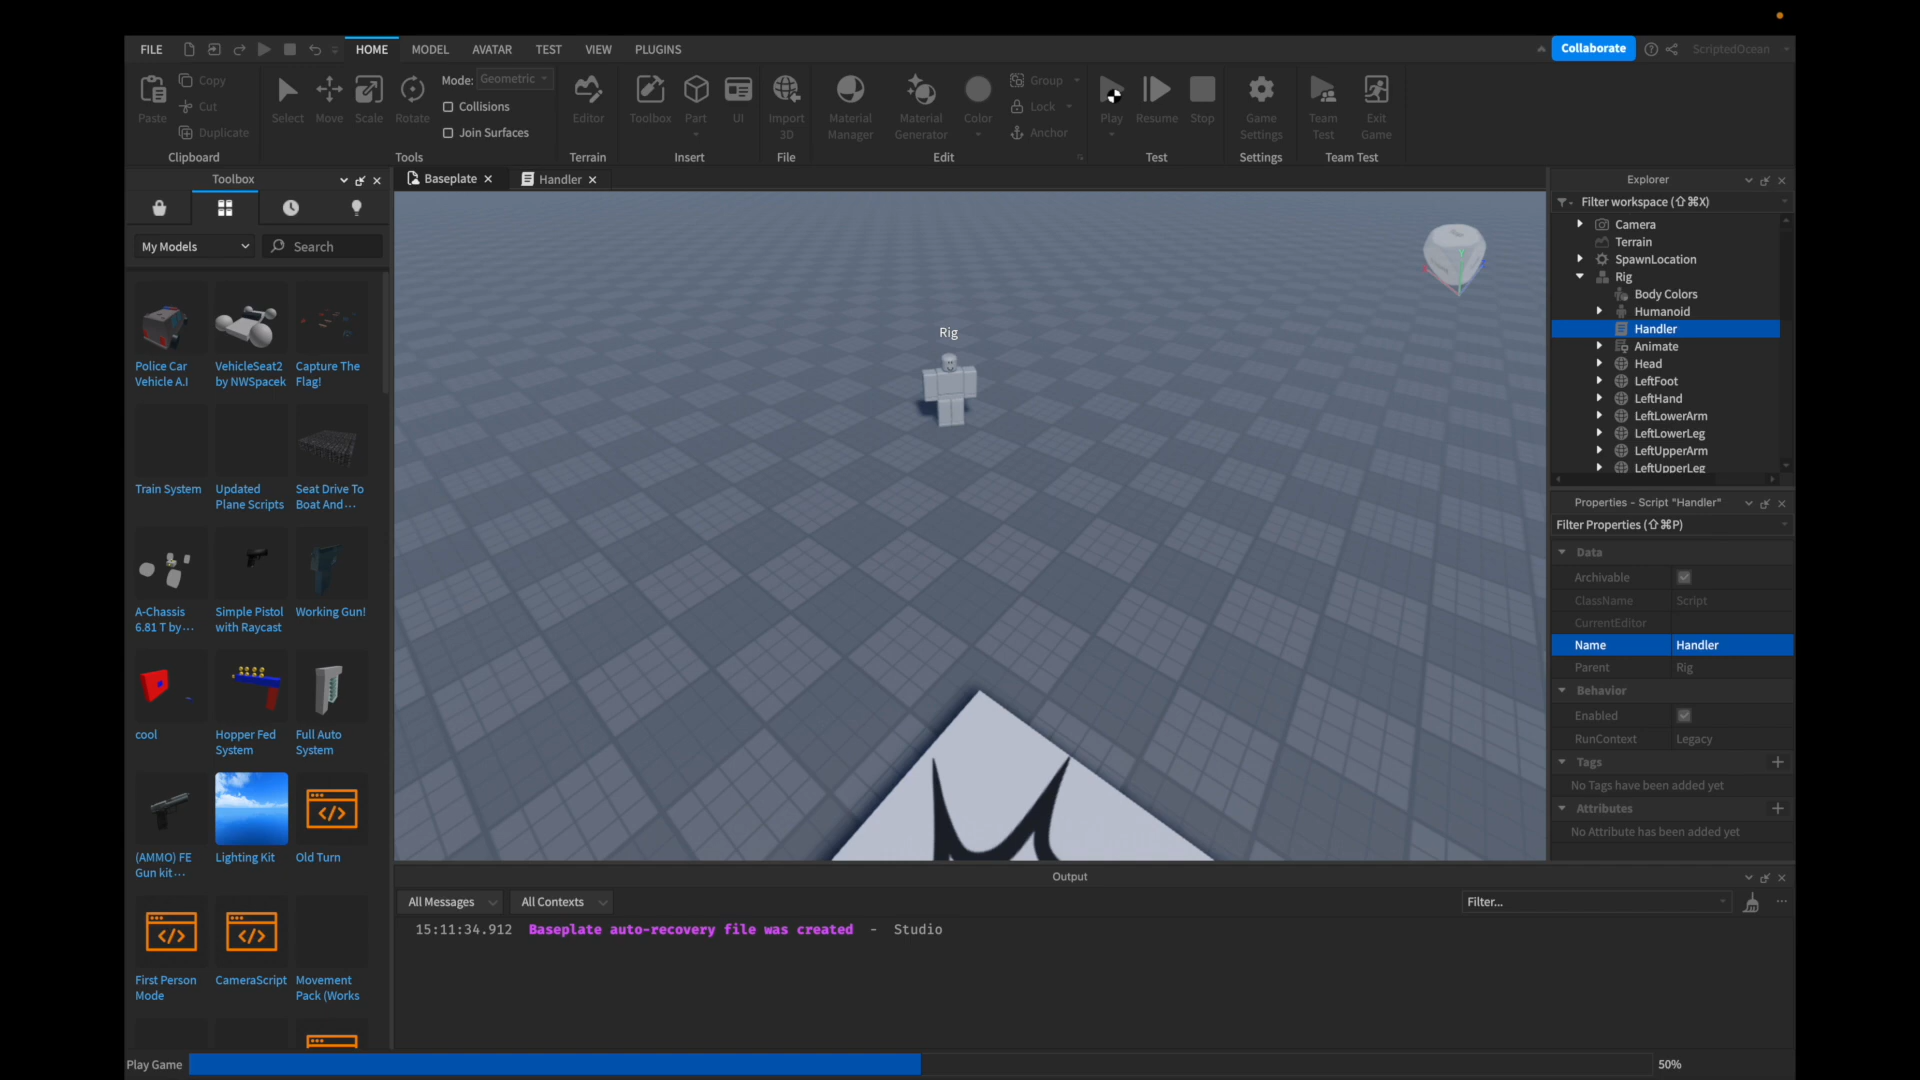 FILE HOME MODEL AVATAR TEST VIEW PLUGINS
Collaborate ScriptedOcean
Paste Copy Cut Duplicate
Clipboard
Select Move Scale Rotate
Mode: Geometric
Collisions
Join Surfaces
Tools
Editor
Terrain
Toolbox Part UI
Insert
Import
3D
File
Material
Manager
Material
Generator
Color
Group
Lock
Anchor
Edit
Play Resume Stop
Test
Game
Settings
Settings
Team
Test
Exit
Game
Team Test
Toolbox
My Models
Search
Police Car
Vehicle A.I
VehicleSeat2
by NWSpacek
Capture The
Flag!
Train System
Updated
Plane Scripts
Seat Drive To
Boat And···
A-Chassis
6.81 T by···
Simple Pistol
with Raycast
Working Gun!
cool
Hopper Fed
System
Full Auto
System
(AMMO) FE
Gun kit···
Lighting Kit
Old Turn
First Person
Mode
CameraScript
Movement
Pack (Works
Baseplate
Handler
Rig
Explorer
Filter workspace (⇧⌘X)
Camera
Terrain
SpawnLocation
Rig
Body Colors
Humanoid
Handler
Animate
Head
LeftFoot
LeftHand
LeftLowerArm
LeftLowerLeg
LeftUpperArm
LeftUpperLeg
Properties - Script "Handler"
Filter Properties (⇧⌘P)
Data
Archivable
ClassName Script
CurrentEditor
Name Handler
Parent Rig
Behavior
Enabled
RunContext Legacy
Tags
No Tags have been added yet
Attributes
No Attribute has been added yet
Output
All Messages All Contexts Filter...
15:11:34.912 Baseplate auto-recovery file was created - Studio
Play Game 50%